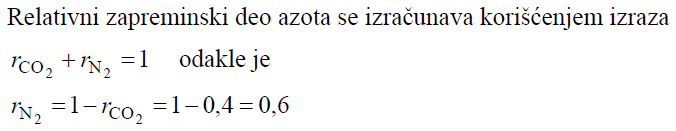 Relativni zapreminski deo azota se izračunava korišćenjem izraza
r_CO₂ + r_N₂ = 1 odakle je
r_N₂ = 1 − r_CO₂ = 1 − 0,4 = 0,6